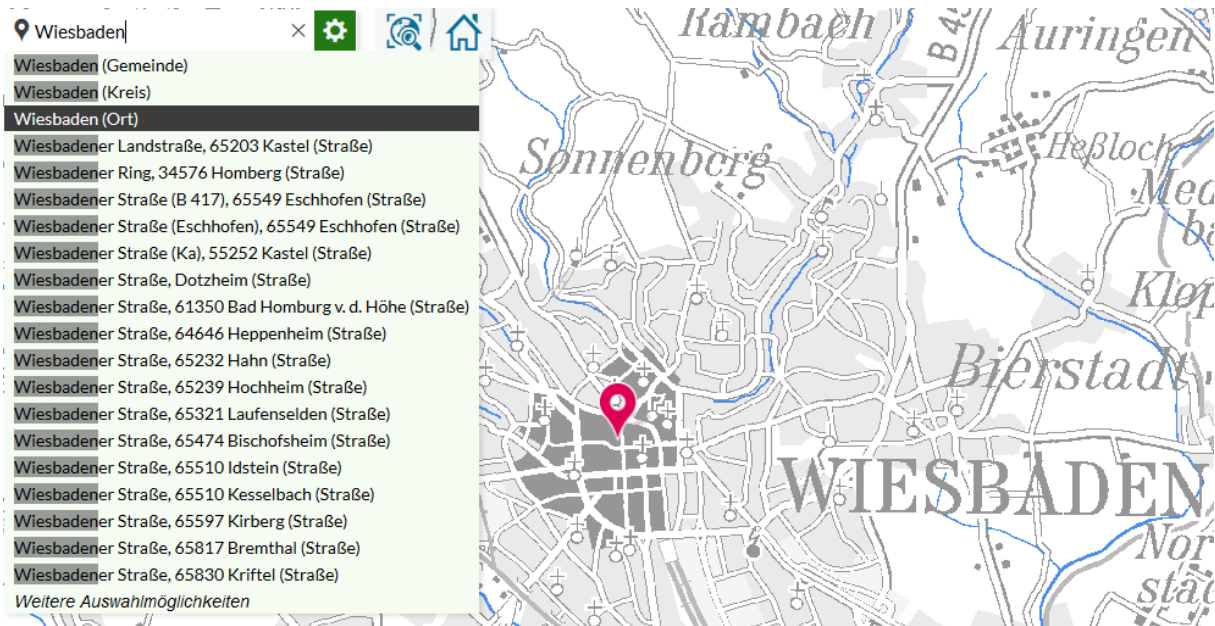 Wiesbaden
Wiesbaden (Gemeinde)
Wiesbaden (Kreis)
Wiesbaden (Ort)
Wiesbadener Landstraße, 65203 Kastel (Straße)
Wiesbadener Ring, 34576 Homberg (Straße)
Wiesbadener Straße (B 417), 65549 Eschhofen (Straße)
Wiesbadener Straße (Eschhofen), 65549 Eschhofen (Straße)
Wiesbadener Straße (Ka), 55252 Kastel (Straße)
Wiesbadener Straße, Dotzheim (Straße)
Wiesbadener Straße, 61350 Bad Homburg v. d. Höhe (Straße)
Wiesbadener Straße, 64646 Heppenheim (Straße)
Wiesbadener Straße, 65232 Hahn (Straße)
Wiesbadener Straße, 65239 Hochheim (Straße)
Wiesbadener Straße, 65321 Laufenselden (Straße)
Wiesbadener Straße, 65474 Bischofsheim (Straße)
Wiesbadener Straße, 65510 Idstein (Straße)
Wiesbadener Straße, 65510 Kesselbach (Straße)
Wiesbadener Straße, 65597 Kirberg (Straße)
Wiesbadener Straße, 65817 Bremthal (Straße)
Wiesbadener Straße, 65830 Kriftel (Straße)
Weitere Auswahlmöglichkeiten
Rambach
Auringen
Sonnenberg
Heßloch
Bierstadt
WIESBADEN